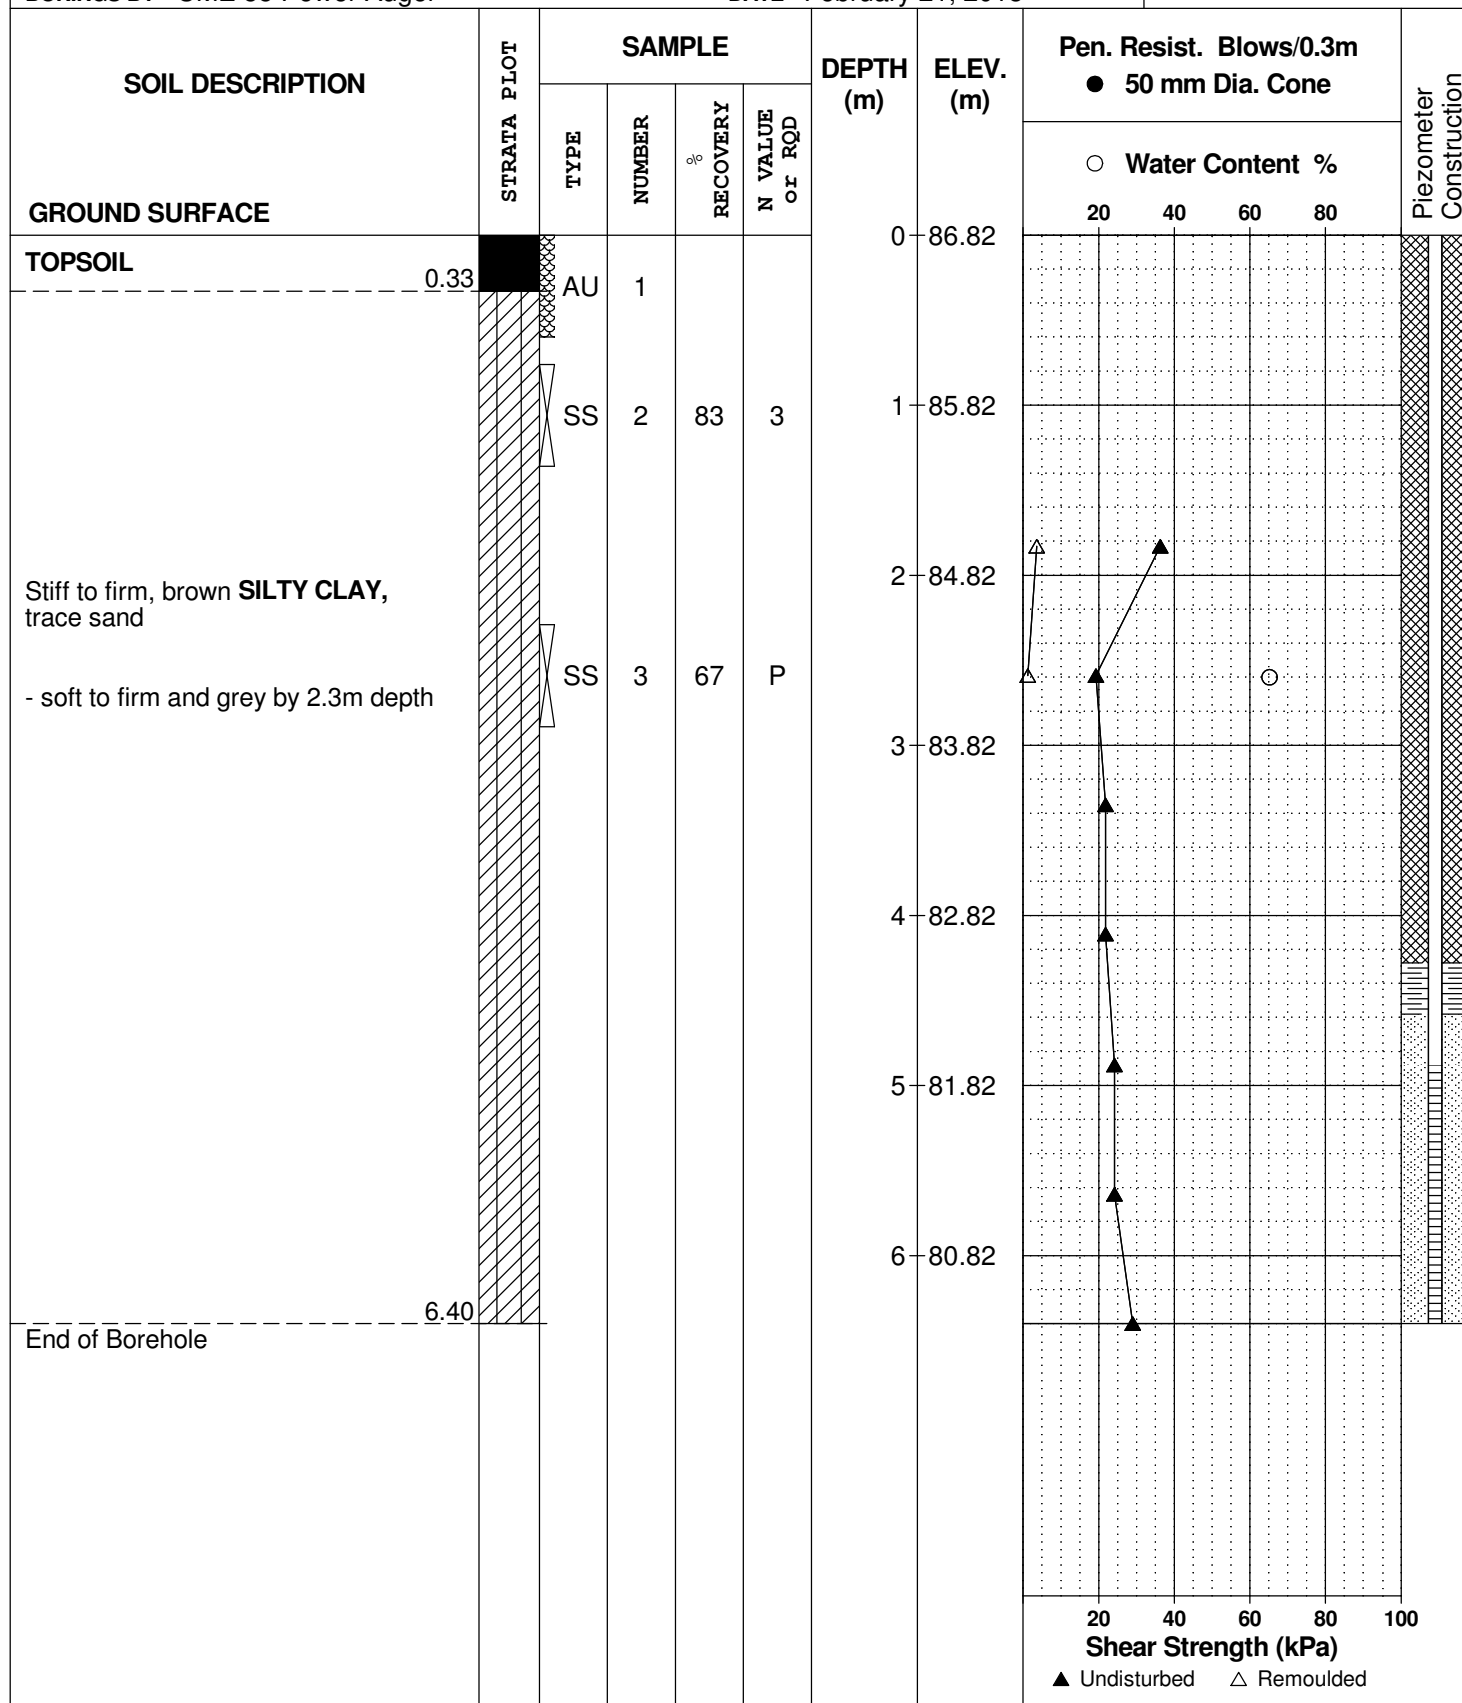 SOIL DESCRIPTION
GROUND SURFACE
STRATA PLOT
SAMPLE
TYPE
NUMBER
% RECOVERY
N VALUE or RQD
DEPTH (m)
ELEV. (m)
Pen. Resist. Blows/0.3m
● 50 mm Dia. Cone
○ Water Content %
20 40 60 80
Piezometer
Construction
0 86.82
TOPSOIL
0.33
AU 1
SS 2 83 3
1 85.82
2 84.82
Stiff to firm, brown SILTY CLAY,
trace sand
SS 3 67 P
- soft to firm and grey by 2.3m depth
3 83.82
4 82.82
5 81.82
6 80.82
6.40
End of Borehole
20 40 60 80 100
Shear Strength (kPa)
▲ Undisturbed △ Remoulded